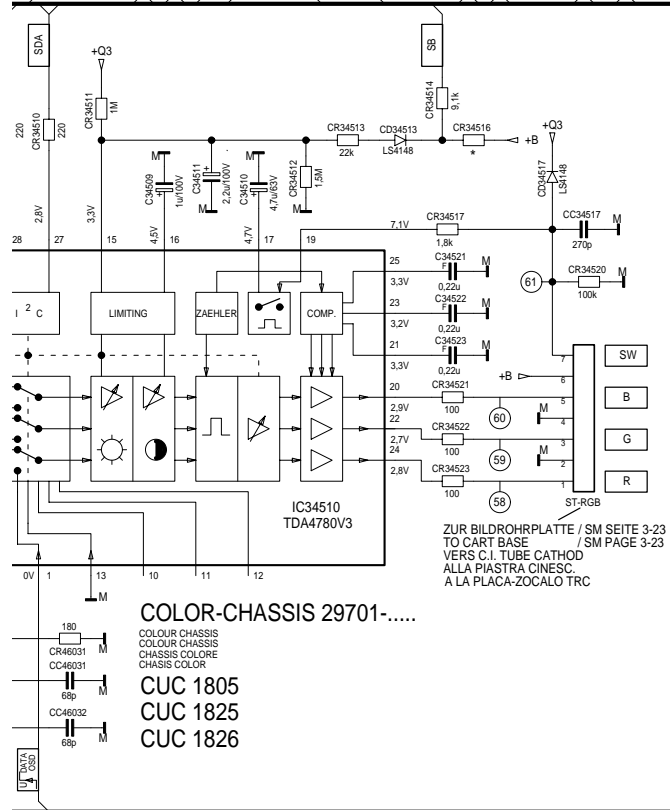 SDA
SB
+Q3
CR34511
1M
CR34514
9,1k
220
CR34510
220
CR34513
22k
CD34513
LS4148
CR34516
*
+B
+Q3
M
C34509
1u/100V
C34511
2,2u/100V
M
M
C34510
4,7u/63V
CR34512
1,5M
M
CD34517
LS4148
2,8V
3,3V
4,5V
4,7V
7,1V
CR34517
1,8k
CC34517
270p
M
28
27
15
16
17
19
25
3,3V
C34521
F
0,22u
M
61
CR34520
100k
M
I 2 C
LIMITING
ZAEHLER
COMP.
23
3,2V
C34522
F
0,22u
M
21
3,3V
C34523
F
0,22u
M
+B
7
SW
6
20
2,9V
CR34521
100
60
5
B
M
4
22
2,7V
CR34522
100
59
3
G
M
2
24
2,8V
CR34523
100
58
1
R
ST-RGB
IC34510
TDA4780V3
ZUR BILDROHRPLATTE / SM SEITE 3-23
TO CART BASE / SM PAGE 3-23
VERS C.I. TUBE CATHOD
ALLA PIASTRA CINESC.
A LA PLACA-ZOCALO TRC
0V
1
13
10
11
12
M
COLOR-CHASSIS 29701-.....
COLOUR CHASSIS
COLOUR CHASSIS
CHASSIS COLORE
CHASIS COLOR
CUC 1805
CUC 1825
CUC 1826
180
CR46031
M
CC46031
68p
M
CC46032
68p
M
U DATA
OSD